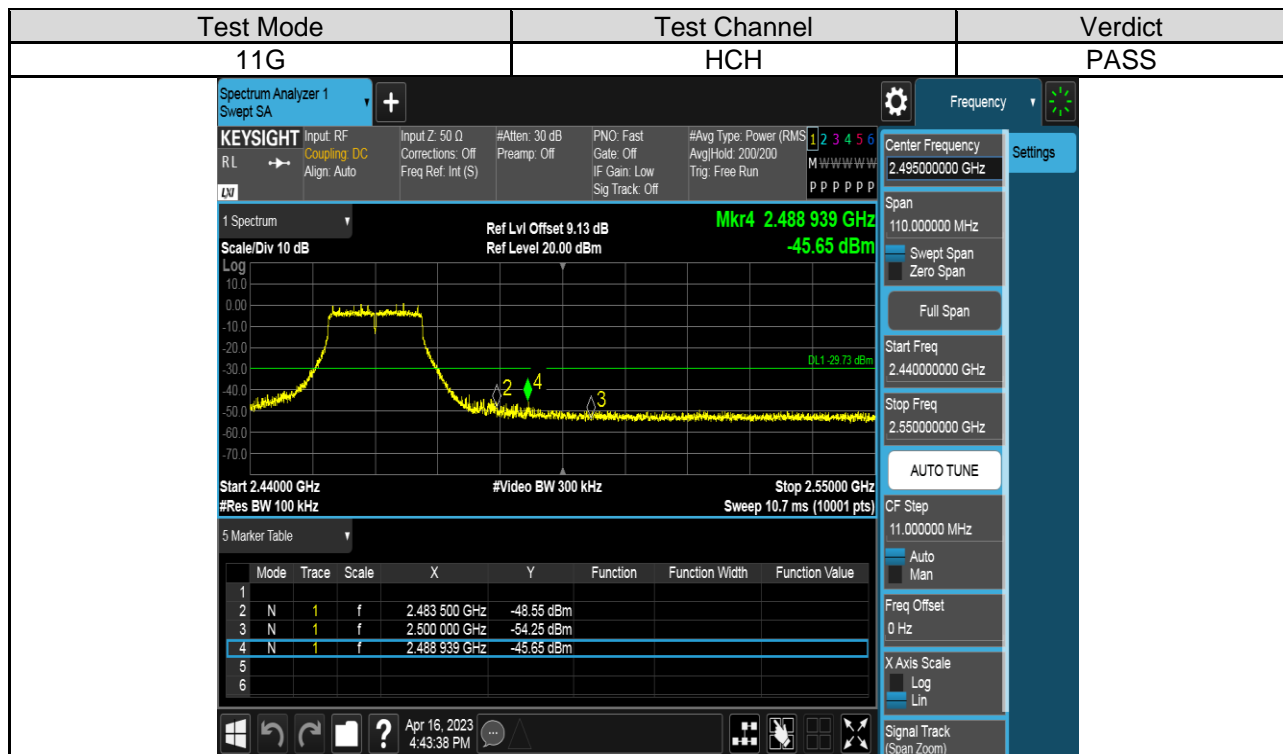 Test Mode Test Channel Verdict
11G HCH PASS
Spectrum Analyzer 1
Swept SA
+
Frequency
KEYSIGHT
R L
LXI
Input: RF
Coupling: DC
Align: Auto
Input Z: 50 Ω
Corrections: Off
Freq Ref: Int (S)
#Atten: 30 dB
Preamp: Off
PNO: Fast
Gate: Off
IF Gain: Low
Sig Track: Off
#Avg Type: Power (RMS
Avg|Hold: 200/200
Trig: Free Run
1 2 3 4 5 6
M W W W W W
P P P P P P
1 Spectrum
Scale/Div 10 dB
Ref Lvl Offset 9.13 dB
Ref Level 20.00 dBm
Mkr4 2.488 939 GHz
-45.65 dBm
Log
10.0
0.00
-10.0
-20.0
-30.0
-40.0
-50.0
-60.0
-70.0
DL1 -29.73 dBm
2 4 3
Start 2.44000 GHz #Video BW 300 kHz Stop 2.55000 GHz
#Res BW 100 kHz Sweep 10.7 ms (10001 pts)
5 Marker Table
Mode Trace Scale X Y Function Function Width Function Value
1
2 N 1 f 2.483 500 GHz -48.55 dBm
3 N 1 f 2.500 000 GHz -54.25 dBm
4 N 1 f 2.488 939 GHz -45.65 dBm
5
6
? Apr 16, 2023
4:43:38 PM
Center Frequency
2.495000000 GHz
Settings
Span
110.000000 MHz
Swept Span
Zero Span
Full Span
Start Freq
2.440000000 GHz
Stop Freq
2.550000000 GHz
AUTO TUNE
CF Step
11.000000 MHz
Auto
Man
Freq Offset
0 Hz
X Axis Scale
Log
Lin
Signal Track
(Span Zoom)